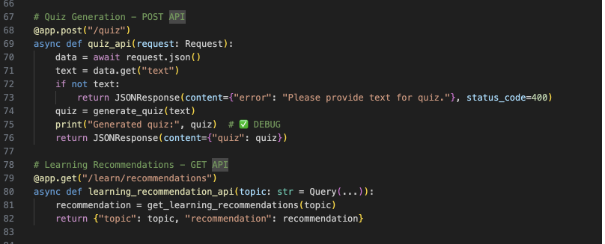 66
67 # Quiz Generation - POST API
68 @app.post("/quiz")
69 async def quiz_api(request: Request):
70     data = await request.json()
71     text = data.get("text")
72     if not text:
73         return JSONResponse(content={"error": "Please provide text for quiz."}, status_code=400)
74     quiz = generate_quiz(text)
75     print("Generated quiz:", quiz)  # ✅ DEBUG
76     return JSONResponse(content={"quiz": quiz})
77
78 # Learning Recommendations - GET API
79 @app.get("/learn/recommendations")
80 async def learning_recommendation_api(topic: str = Query(...)):
81     recommendation = get_learning_recommendations(topic)
82     return {"topic": topic, "recommendation": recommendation}
83